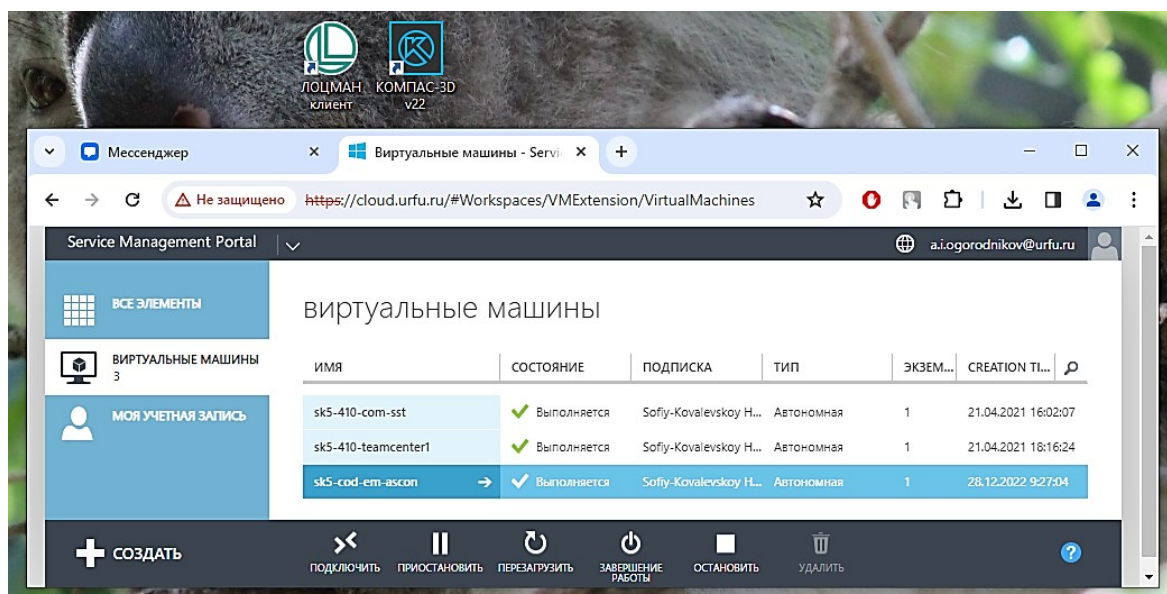 ЛОЦМАН клиент
КОМПАС-3D v22
Мессенджер
Виртуальные машины - Servi
Не защищено https://cloud.urfu.ru/#Workspaces/VMExtension/VirtualMachines
Service Management Portal
a.i.ogorodnikov@urfu.ru
ВСЕ ЭЛЕМЕНТЫ
ВИРТУАЛЬНЫЕ МАШИНЫ
3
МОЯ УЧЕТНАЯ ЗАПИСЬ
виртуальные машины
ИМЯ СОСТОЯНИЕ ПОДПИСКА ТИП ЭКЗЕМ... CREATION TI...
sk5-410-com-sst Выполняется Sofiy-Kovalevskoy H... Автономная 1 21.04.2021 16:02:07
sk5-410-teamcenter1 Выполняется Sofiy-Kovalevskoy H... Автономная 1 21.04.2021 18:16:24
sk5-cod-em-ascon Выполняется Sofiy-Kovalevskoy H... Автономная 1 28.12.2022 9:27:04
СОЗДАТЬ
ПОДКЛЮЧИТЬ
ПРИОСТАНОВИТЬ
ПЕРЕЗАГРУЗИТЬ
ЗАВЕРШЕНИЕ РАБОТЫ
ОСТАНОВИТЬ
УДАЛИТЬ